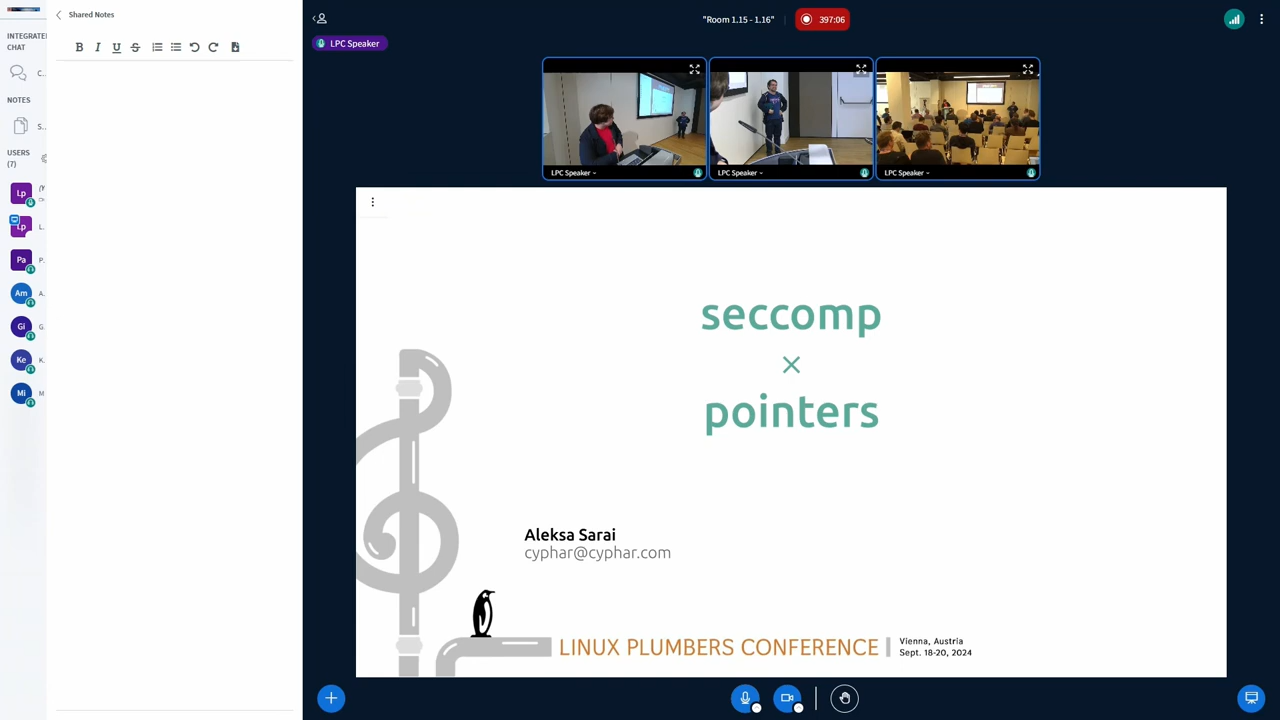 Shared Notes
INTEGRATE
CHAT
C..
NOTES
S..
USERS
(7)
Lp
Lp
L..
Pa
P..
Am
A..
Gi
G..
Ke
K..
Mi
M
"Room 1.15 - 1.16"
397:06
LPC Speaker
LPC Speaker
LPC Speaker
LPC Speaker
seccomp
×
pointers
Aleksa Sarai
cyphar@cyphar.com
LINUX PLUMBERS CONFERENCE
Vienna, Austria
Sept. 18-20, 2024